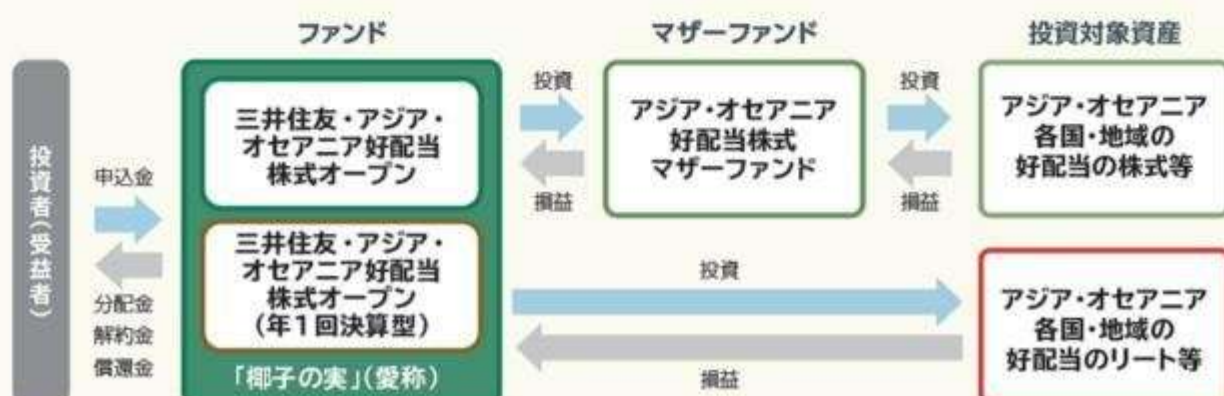 ファンド
マザーファンド
投資対象資産
投資者(受益者)
申込金
分配金
解約金
償還金
三井住友・アジア・
オセアニア好配当
株式オープン
三井住友・アジア・
オセアニア好配当
株式オープン
(年1回決算型)
「椰子の実」(愛称)
投資
損益
アジア・オセアニア
好配当株式
マザーファンド
投資
損益
アジア・オセアニア
各国・地域の
好配当の株式等
投資
損益
アジア・オセアニア
各国・地域の
好配当のリート等